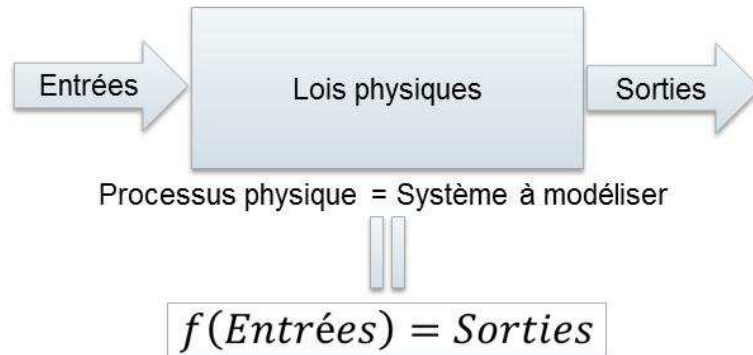 Entrées
Lois physiques
Sorties
Processus physique = Système à modéliser
f(Entrées) = Sorties